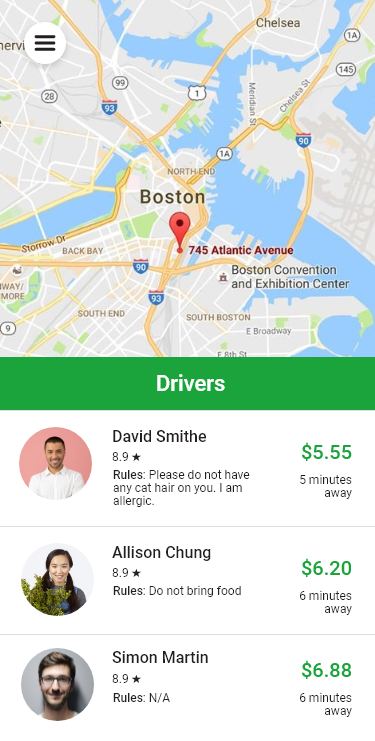 Chelsea
1A
nervi
145
99
28
1
93
Meridian St
Chelsea St
90
1A
NORTH END
Boston
745 Atlantic Avenue
Storrow Dr
BACK BAY
90
Boston Convention
and Exhibition Center
IWAY/
MORE
93
SOUTH END
SOUTH BOSTON
9
E Broadway
E 8th St
Drivers
David Smithe
8.9 ★
Rules: Please do not have
any cat hair on you. I am
allergic.
$5.55
5 minutes
away
Allison Chung
8.9 ★
Rules: Do not bring food
$6.20
6 minutes
away
Simon Martin
8.9 ★
Rules: N/A
$6.88
6 minutes
away